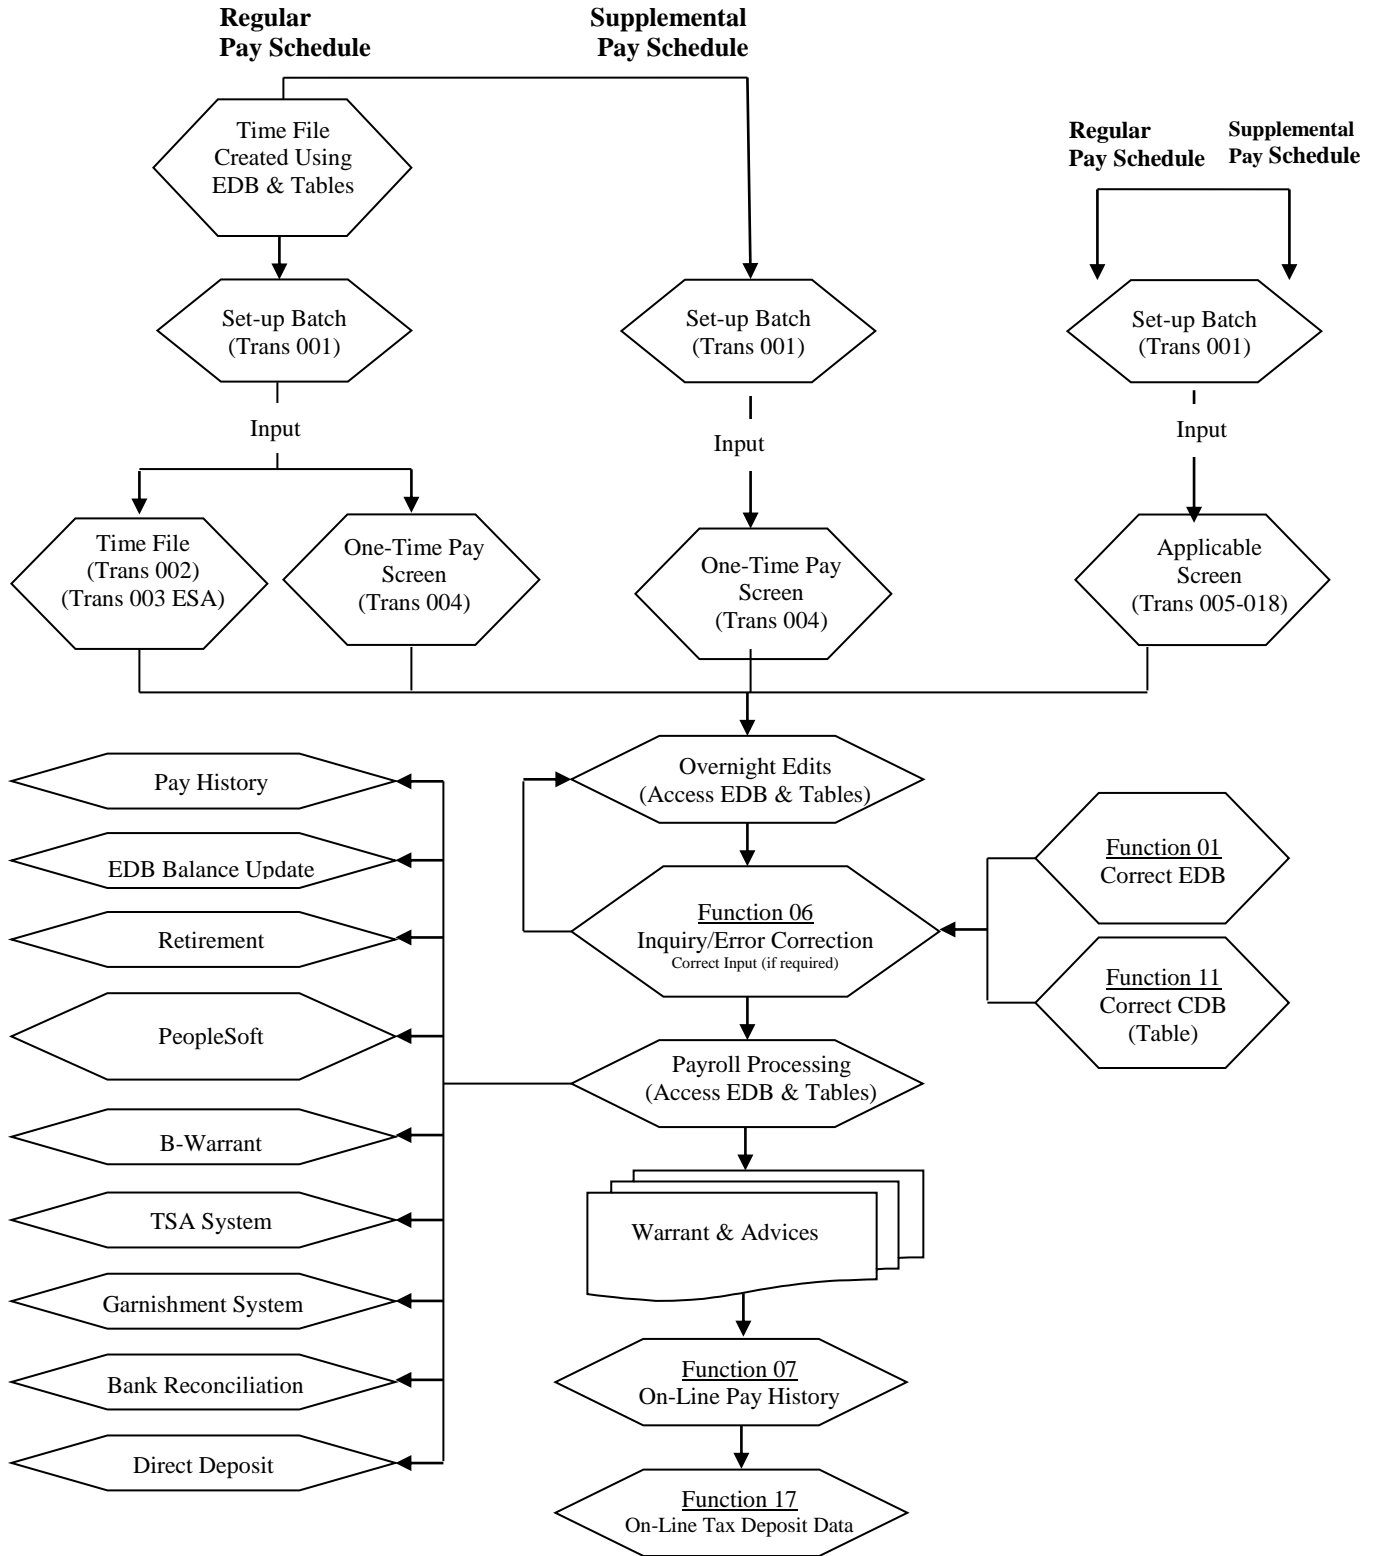 Regular
Pay Schedule
Supplemental
Pay Schedule
Time File
Created Using
EDB & Tables
Regular
Pay Schedule
Supplemental
Pay Schedule
Set-up Batch
(Trans 001)
Set-up Batch
(Trans 001)
Set-up Batch
(Trans 001)
Input
Input
Input
Time File
(Trans 002)
(Trans 003 ESA)
One-Time Pay
Screen
(Trans 004)
One-Time Pay
Screen
(Trans 004)
Applicable
Screen
(Trans 005-018)
Overnight Edits
(Access EDB & Tables)
Function 06
Inquiry/Error Correction
Correct Input (if required)
Function 01
Correct EDB
Function 11
Correct CDB
(Table)
Payroll Processing
(Access EDB & Tables)
Pay History
EDB Balance Update
Retirement
PeopleSoft
B-Warrant
TSA System
Garnishment System
Bank Reconciliation
Direct Deposit
Warrant & Advices
Function 07
On-Line Pay History
Function 17
On-Line Tax Deposit Data